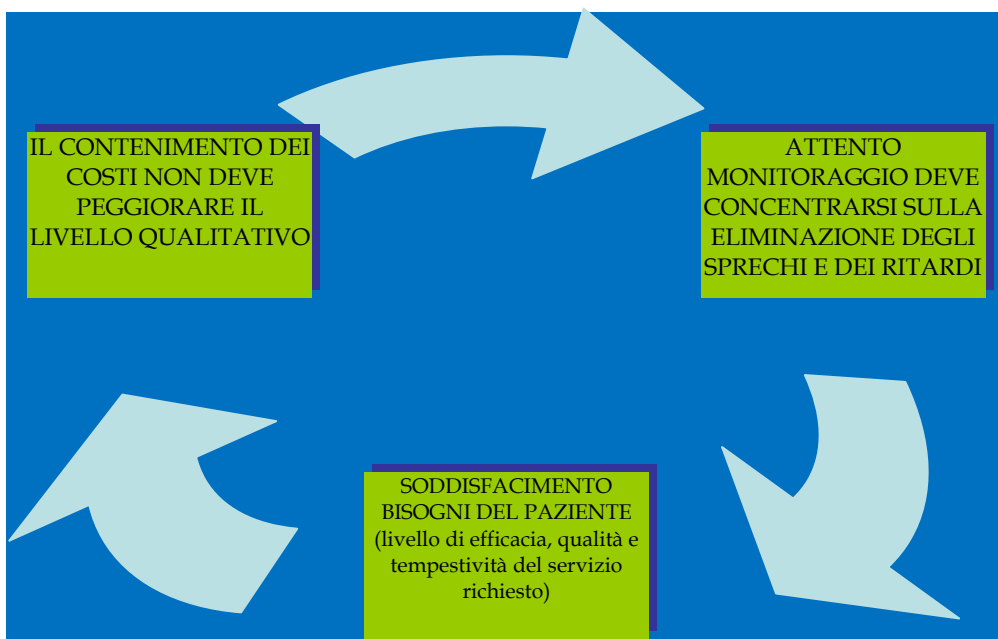 IL CONTENIMENTO DEI
COSTI NON DEVE
PEGGIORARE IL
LIVELLO QUALITATIVO
ATTENTO
MONITORAGGIO DEVE
CONCENTRARSI SULLA
ELIMINAZIONE DEGLI
SPRECHI E DEI RITARDI
SODDISFACIMENTO
BISOGNI DEL PAZIENTE
(livello di efficacia, qualità e
tempestività del servizio
richiesto)